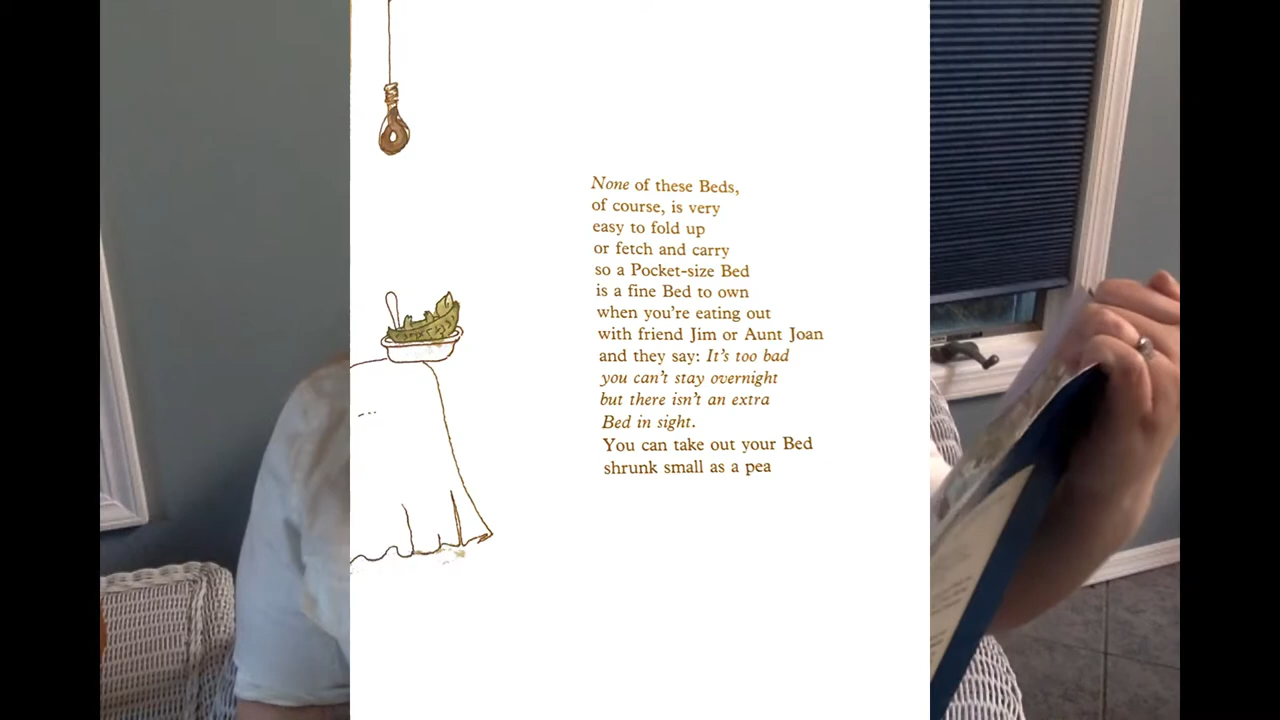 None of these Beds,
of course, is very
easy to fold up
or fetch and carry
so a Pocket-size Bed
is a fine Bed to own
when you're eating out
with friend Jim or Aunt Joan
and they say: It's too bad
you can't stay overnight
but there isn't an extra
Bed in sight.
You can take out your Bed
shrunk small as a pea